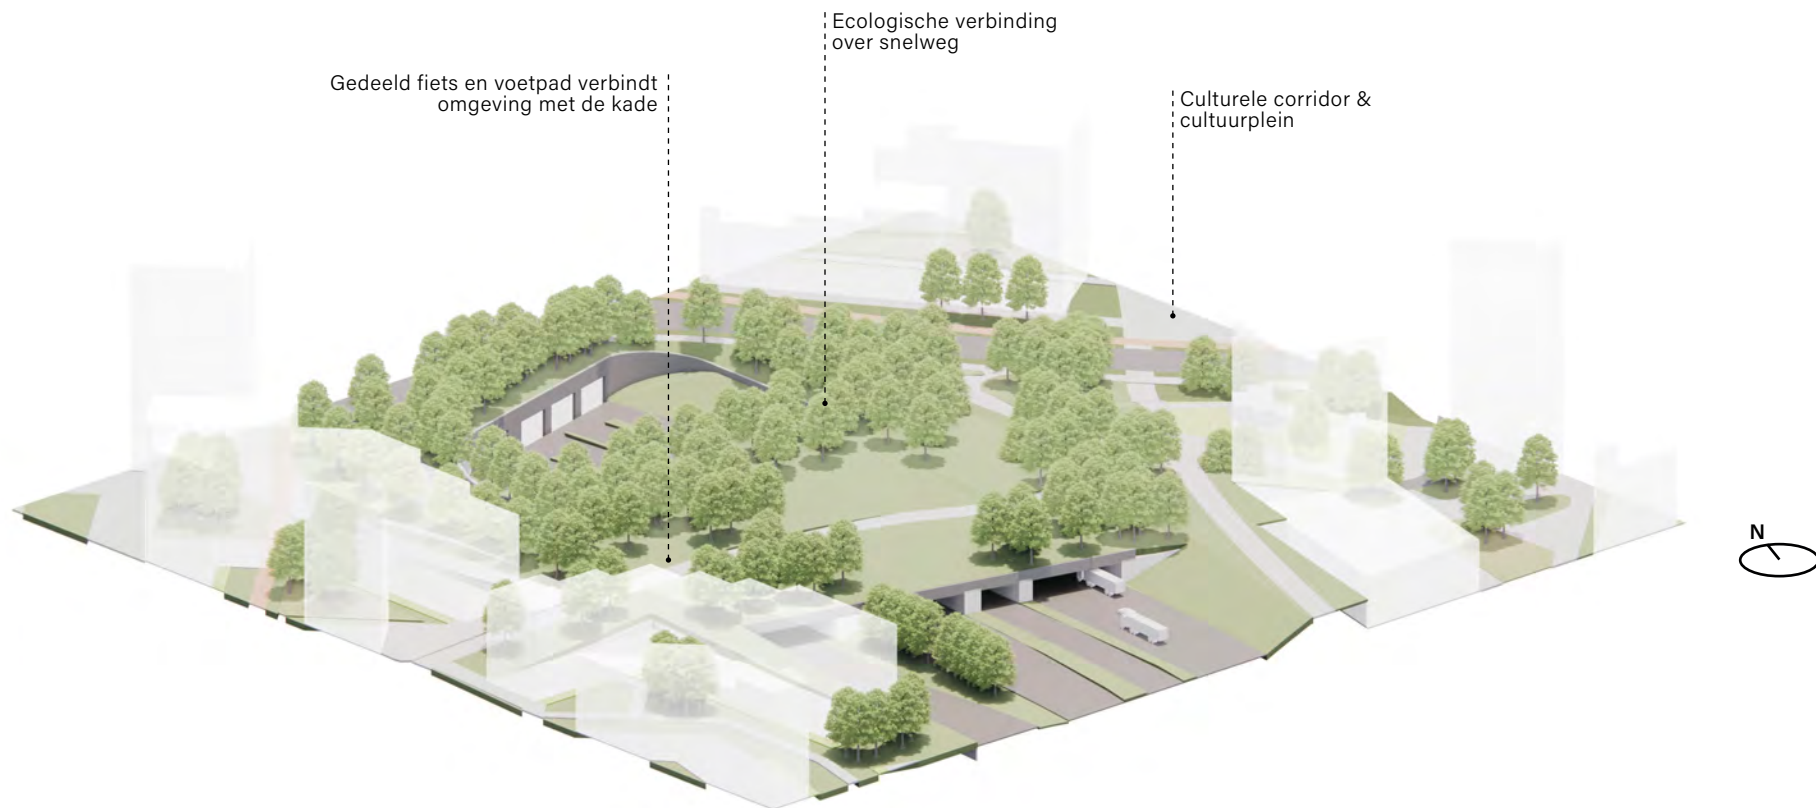 Ecologische verbinding
over snelweg
Gedeeld fiets en voetpad verbindt
omgeving met de kade
Culturele corridor &
cultuurplein
N